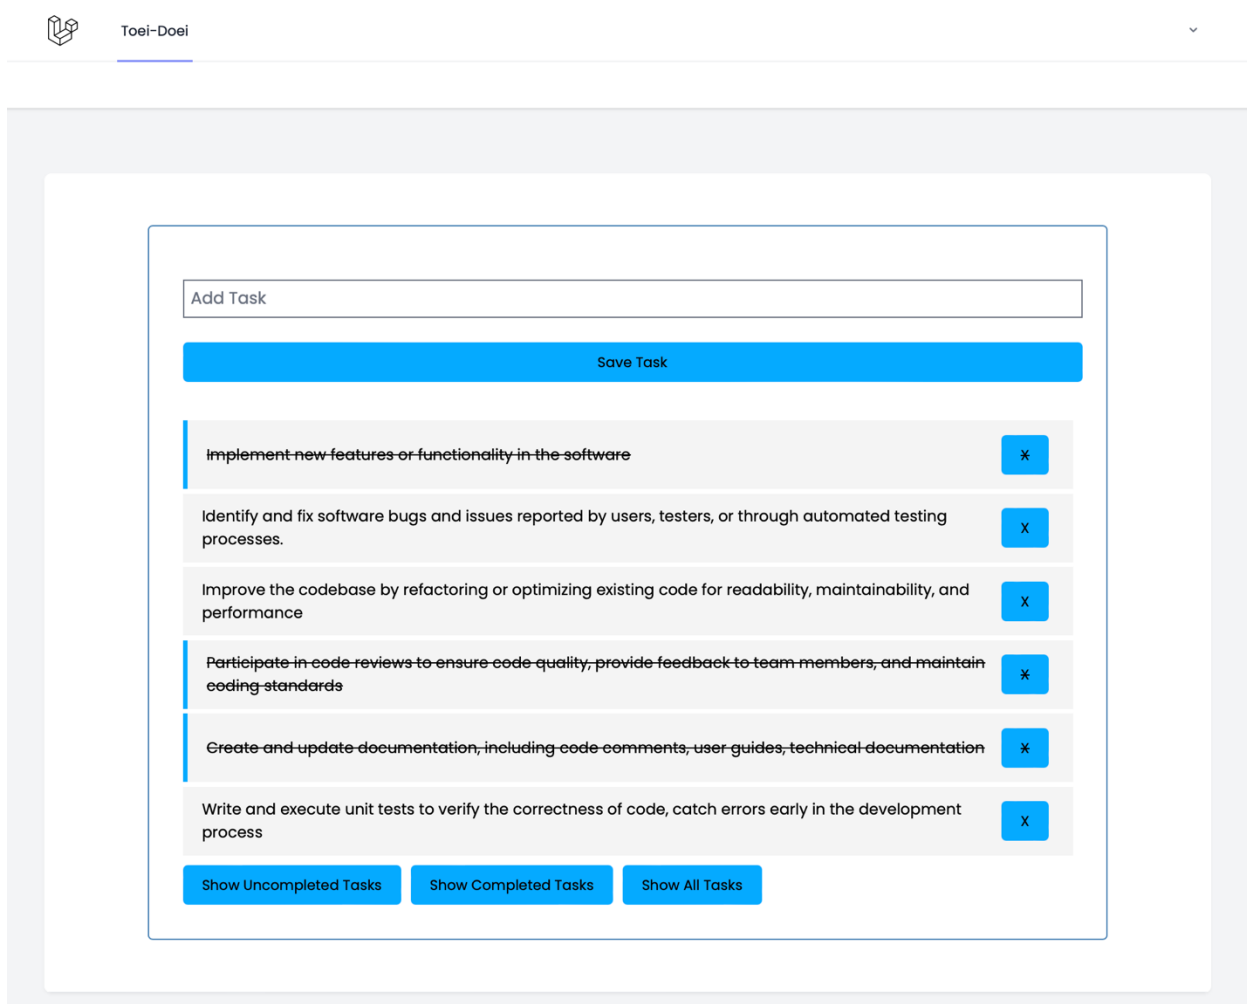 Toei-Doei
Add Task
Save Task
Implement new features or functionality in the software
X
Identify and fix software bugs and issues reported by users, testers, or through automated testing
processes.
X
Improve the codebase by refactoring or optimizing existing code for readability, maintainability, and
performance
X
Participate in code reviews to ensure code quality, provide feedback to team members, and maintain
coding standards
X
Create and update documentation, including code comments, user guides, technical documentation
X
Write and execute unit tests to verify the correctness of code, catch errors early in the development
process
X
Show Uncompleted Tasks
Show Completed Tasks
Show All Tasks